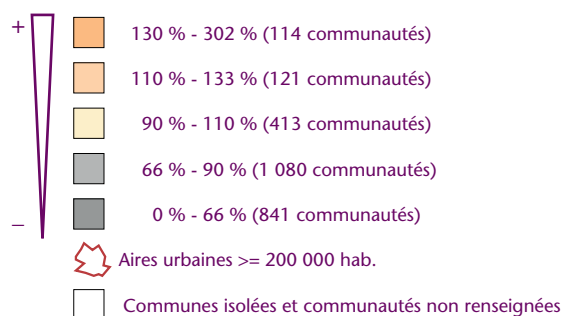 +
130 % - 302 % (114 communautés)
110 % - 133 % (121 communautés)
90 % - 110 % (413 communautés)
66 % - 90 % (1 080 communautés)
0 % - 66 % (841 communautés)
–
Aires urbaines >= 200 000 hab.
Communes isolées et communautés non renseignées